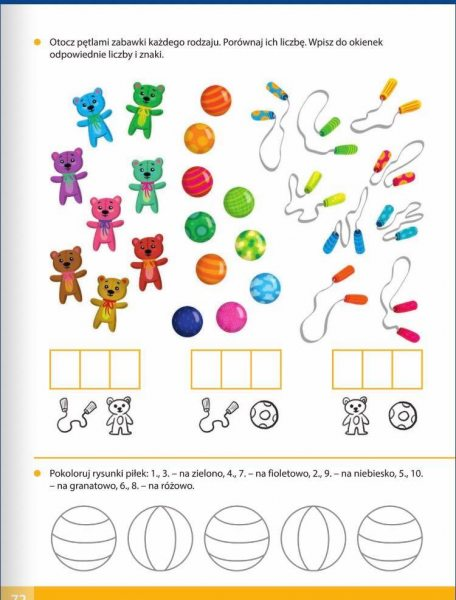 Otocz pętlami zabawki każdego rodzaju. Porównaj ich liczbę. Wpisz do okienek
odpowiednie liczby i znaki.
Pokoloruj rysunki piłek: 1., 3. – na zielono, 4., 7. – na fioletowo, 2., 9. – na niebiesko, 5., 10.
– na granatowo, 6., 8. – na różowo.
72